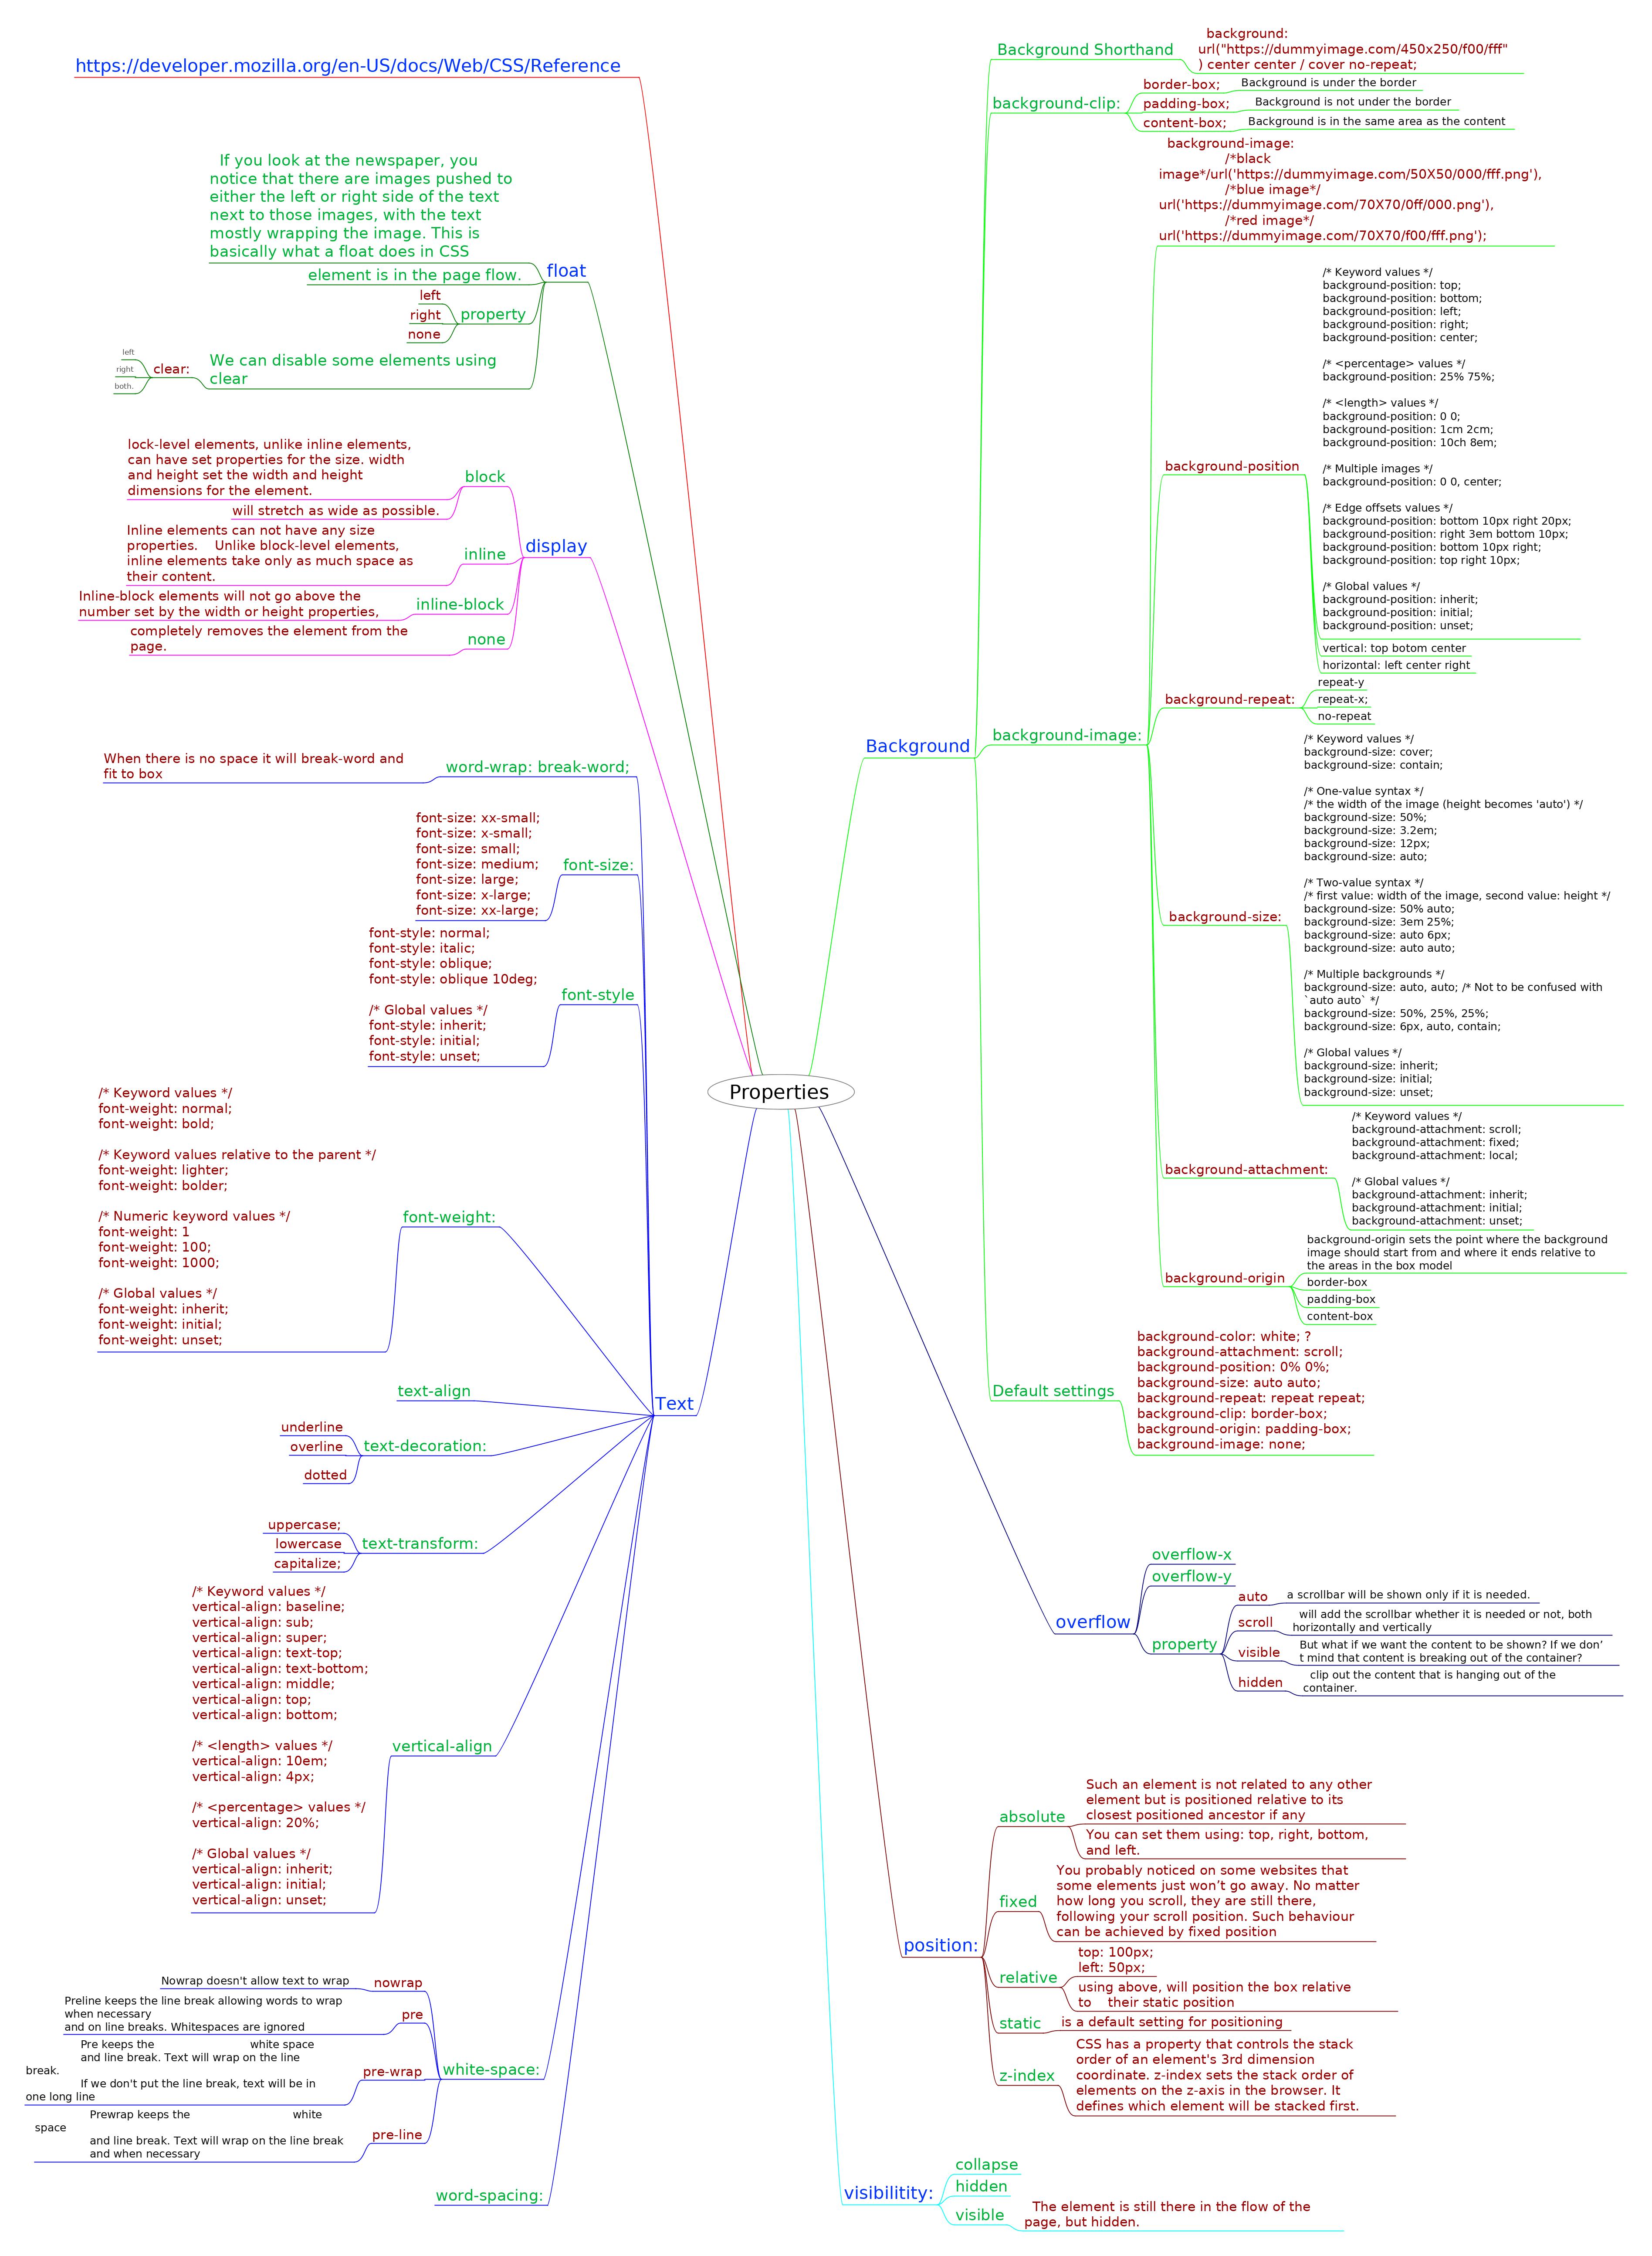 https://developer.mozilla.org/en-US/docs/Web/CSS/Reference
If you look at the newspaper, you
notice that there are images pushed to
either the left or right side of the text
next to those images, with the text
mostly wrapping the image. This is
basically what a float does in CSS
float
element is in the page flow.
left
right
none
property
We can disable some elements using
clear
clear:
left
right
both.
lock-level elements, unlike inline elements,
can have set properties for the size. width
and height set the width and height
dimensions for the element.
block
will stretch as wide as possible.
display
Inline elements can not have any size
properties. Unlike block-level elements,
inline elements take only as much space as
their content.
inline
Inline-block elements will not go above the
number set by the width or height properties,
inline-block
completely removes the element from the
page.
none
When there is no space it will break-word and
fit to box
word-wrap: break-word;
font-size: xx-small;
font-size: x-small;
font-size: small;
font-size: medium;
font-size: large;
font-size: x-large;
font-size: xx-large;
font-size:
font-style: normal;
font-style: italic;
font-style: oblique;
font-style: oblique 10deg;
/* Global values */
font-style: inherit;
font-style: initial;
font-style: unset;
font-style
Properties
/* Keyword values */
font-weight: normal;
font-weight: bold;
/* Keyword values relative to the parent */
font-weight: lighter;
font-weight: bolder;
/* Numeric keyword values */
font-weight: 1
font-weight: 100;
font-weight: 1000;
/* Global values */
font-weight: inherit;
font-weight: initial;
font-weight: unset;
font-weight:
text-align
Text
underline
overline
dotted
text-decoration:
uppercase;
lowercase
capitalize;
text-transform:
/* Keyword values */
vertical-align: baseline;
vertical-align: sub;
vertical-align: super;
vertical-align: text-top;
vertical-align: text-bottom;
vertical-align: middle;
vertical-align: top;
vertical-align: bottom;
/* <length> values */
vertical-align: 10em;
vertical-align: 4px;
/* <percentage> values */
vertical-align: 20%;
/* Global values */
vertical-align: inherit;
vertical-align: initial;
vertical-align: unset;
vertical-align
Nowrap doesn't allow text to wrap
nowrap
Preline keeps the line break allowing words to wrap
when necessary
and on line breaks. Whitespaces are ignored
pre
Pre keeps the white space
and line break. Text will wrap on the line
break.
If we don't put the line break, text will be in
one long line
pre-wrap
white-space:
Prewrap keeps the white
space
and line break. Text will wrap on the line break
and when necessary
pre-line
word-spacing:
Background Shorthand
background:
url("https://dummyimage.com/450x250/f00/fff"
) center center / cover no-repeat;
background-clip:
border-box;
Background is under the border
padding-box;
Background is not under the border
content-box;
Background is in the same area as the content
background-image:
/*black
image*/url('https://dummyimage.com/50X50/000/fff.png'),
/*blue image*/
url('https://dummyimage.com/70X70/0ff/000.png'),
/*red image*/
url('https://dummyimage.com/70X70/f00/fff.png');
/* Keyword values */
background-position: top;
background-position: bottom;
background-position: left;
background-position: right;
background-position: center;
/* <percentage> values */
background-position: 25% 75%;
/* <length> values */
background-position: 0 0;
background-position: 1cm 2cm;
background-position: 10ch 8em;
background-position
/* Multiple images */
background-position: 0 0, center;
/* Edge offsets values */
background-position: bottom 10px right 20px;
background-position: right 3em bottom 10px;
background-position: bottom 10px right;
background-position: top right 10px;
/* Global values */
background-position: inherit;
background-position: initial;
background-position: unset;
vertical: top botom center
horizontal: left center right
background-repeat:
repeat-y
repeat-x;
no-repeat
Background
background-image:
/* Keyword values */
background-size: cover;
background-size: contain;
/* One-value syntax */
/* the width of the image (height becomes 'auto') */
background-size: 50%;
background-size: 3.2em;
background-size: 12px;
background-size: auto;
/* Two-value syntax */
/* first value: width of the image, second value: height */
background-size: 50% auto;
background-size: 3em 25%;
background-size: auto 6px;
background-size: auto auto;
background-size:
/* Multiple backgrounds */
background-size: auto, auto; /* Not to be confused with
`auto auto` */
background-size: 50%, 25%, 25%;
background-size: 6px, auto, contain;
/* Global values */
background-size: inherit;
background-size: initial;
background-size: unset;
/* Keyword values */
background-attachment: scroll;
background-attachment: fixed;
background-attachment: local;
background-attachment:
/* Global values */
background-attachment: inherit;
background-attachment: initial;
background-attachment: unset;
background-origin sets the point where the background
image should start from and where it ends relative to
the areas in the box model
background-origin
border-box
padding-box
content-box
Default settings
background-color: white; ?
background-attachment: scroll;
background-position: 0% 0%;
background-size: auto auto;
background-repeat: repeat repeat;
background-clip: border-box;
background-origin: padding-box;
background-image: none;
overflow
overflow-x
overflow-y
property
auto
a scrollbar will be shown only if it is needed.
scroll
will add the scrollbar whether it is needed or not, both
horizontally and vertically
visible
But what if we want the content to be shown? If we don’
t mind that content is breaking out of the container?
hidden
clip out the content that is hanging out of the
container.
position:
absolute
Such an element is not related to any other
element but is positioned relative to its
closest positioned ancestor if any
You can set them using: top, right, bottom,
and left.
fixed
You probably noticed on some websites that
some elements just won’t go away. No matter
how long you scroll, they are still there,
following your scroll position. Such behaviour
can be achieved by fixed position
relative
top: 100px;
left: 50px;
using above, will position the box relative
to their static position
static
is a default setting for positioning
z-index
CSS has a property that controls the stack
order of an element's 3rd dimension
coordinate. z-index sets the stack order of
elements on the z-axis in the browser. It
defines which element will be stacked first.
visibilitity:
collapse
hidden
visible
The element is still there in the flow of the
page, but hidden.